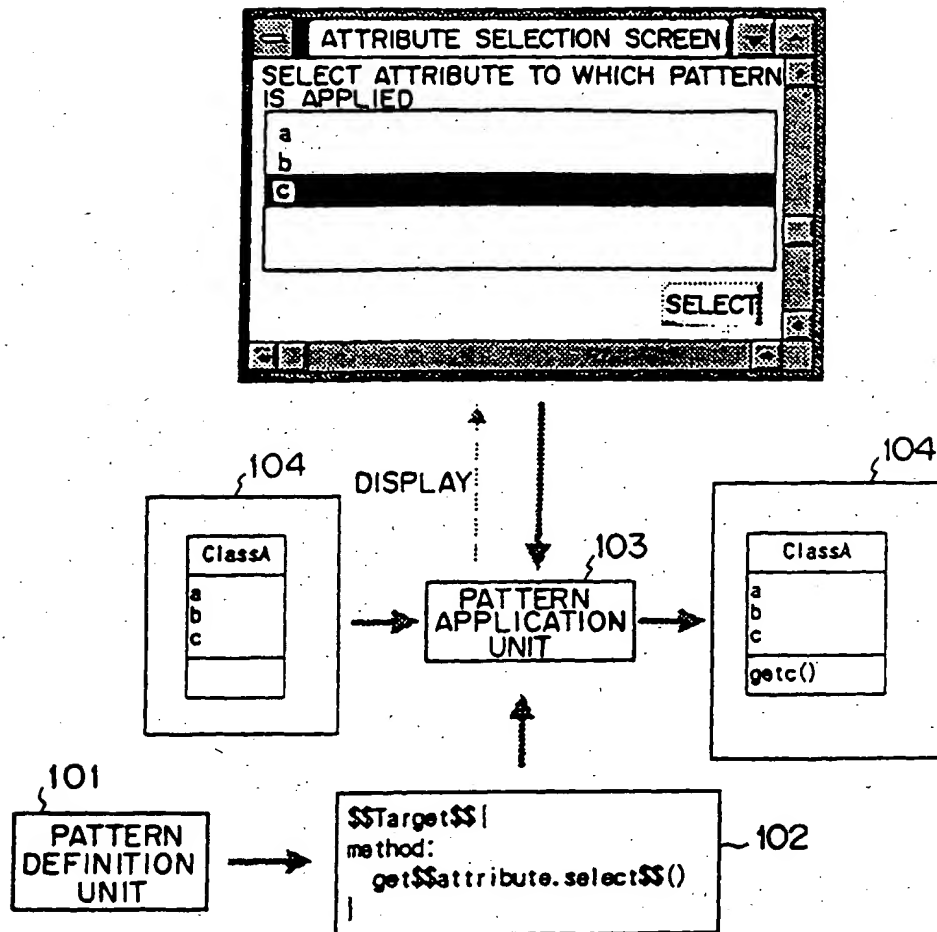 ATTRIBUTE SELECTION SCREEN
SELECT ATTRIBUTE TO WHICH PATTERN
IS APPLIED
a
b
c
SELECT
DISPLAY
104
ClassA
a
b
c
103
PATTERN
APPLICATION
UNIT
104
ClassA
a
b
c
getc()
101
PATTERN
DEFINITION
UNIT
$$Target$${
method:
get$$attribute.select$$()
}
102